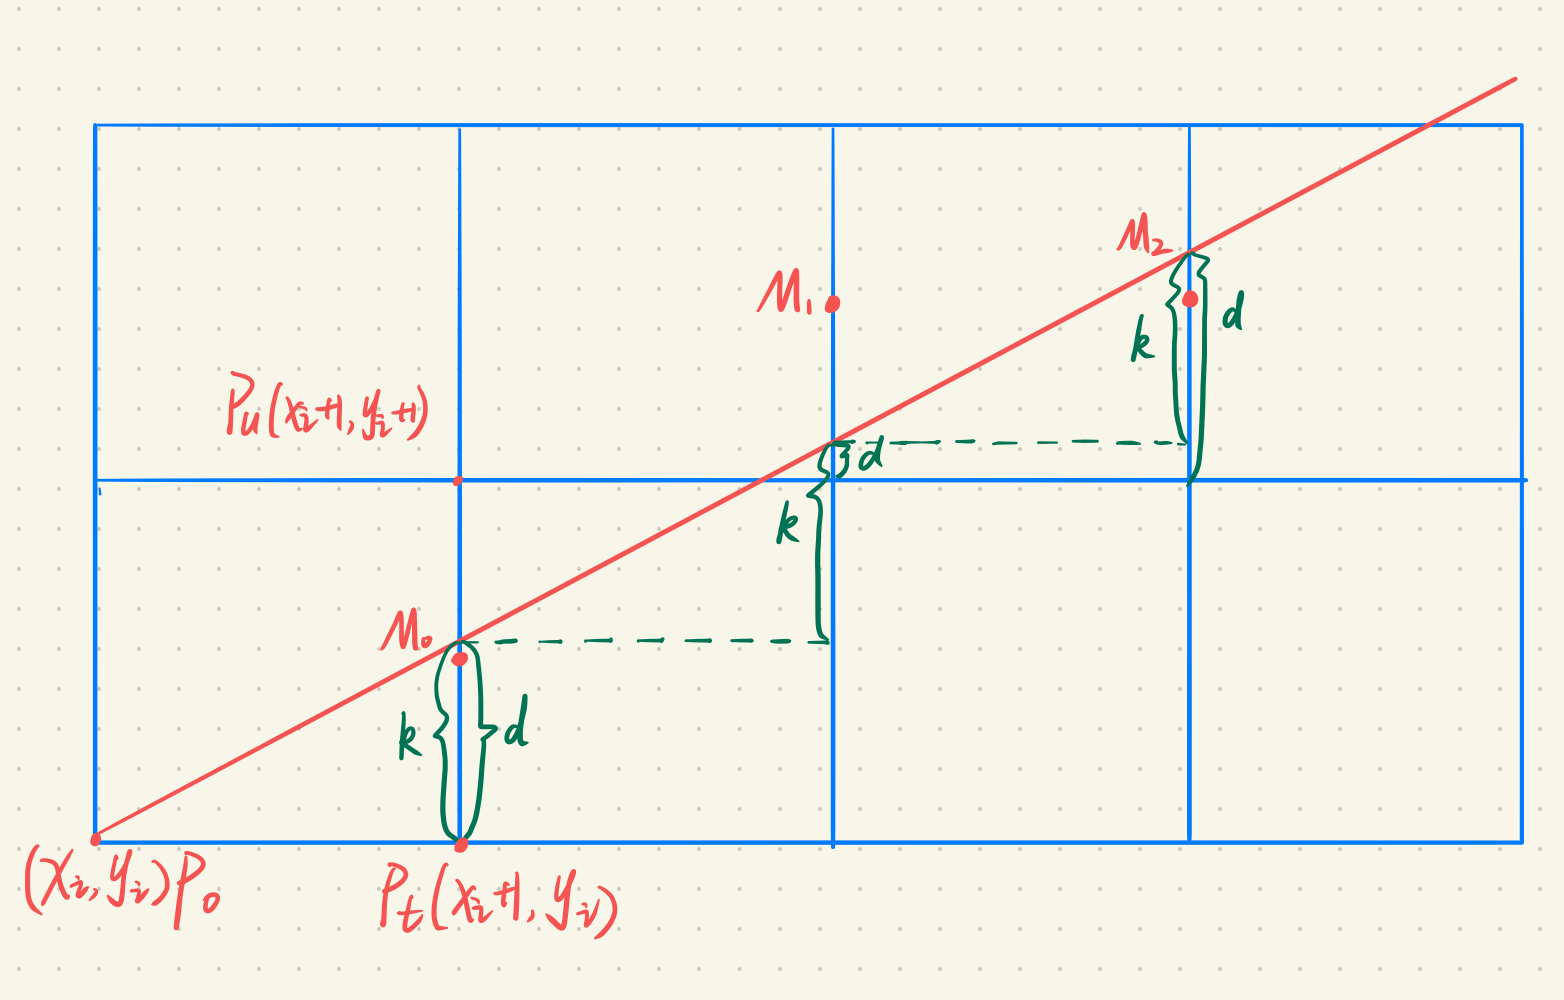 M₂
M₁
k
d
Pu(xi+1, yi+1)
d
k
M₀
k
d
(xi, yi)P₀
Pt(xi+1, yi)